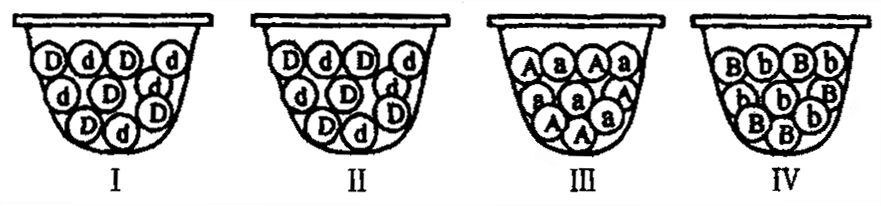 D d D d
d D d
D d D
D d D d
d D d
D d D
A a A a
a a A
A A a
B b B b
b b B
B B b
I II III IV